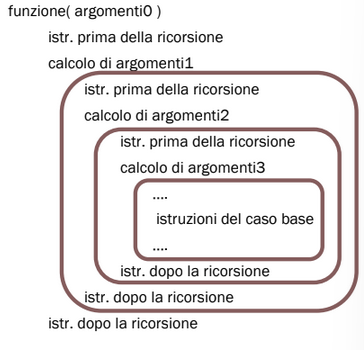 funzione( argomenti0 )
istr. prima della ricorsione
calcolo di argomenti1
istr. prima della ricorsione
calcolo di argomenti2
istr. prima della ricorsione
calcolo di argomenti3
....
istruzioni del caso base
....
istr. dopo la ricorsione
istr. dopo la ricorsione
istr. dopo la ricorsione